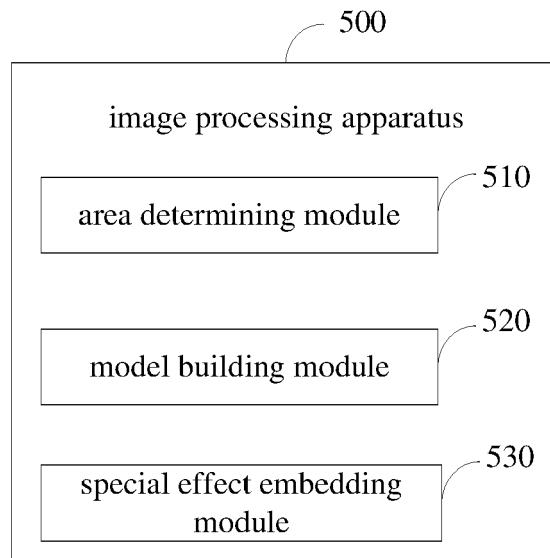 500
image processing apparatus
510
area determining module
520
model building module
530
special effect embedding
module